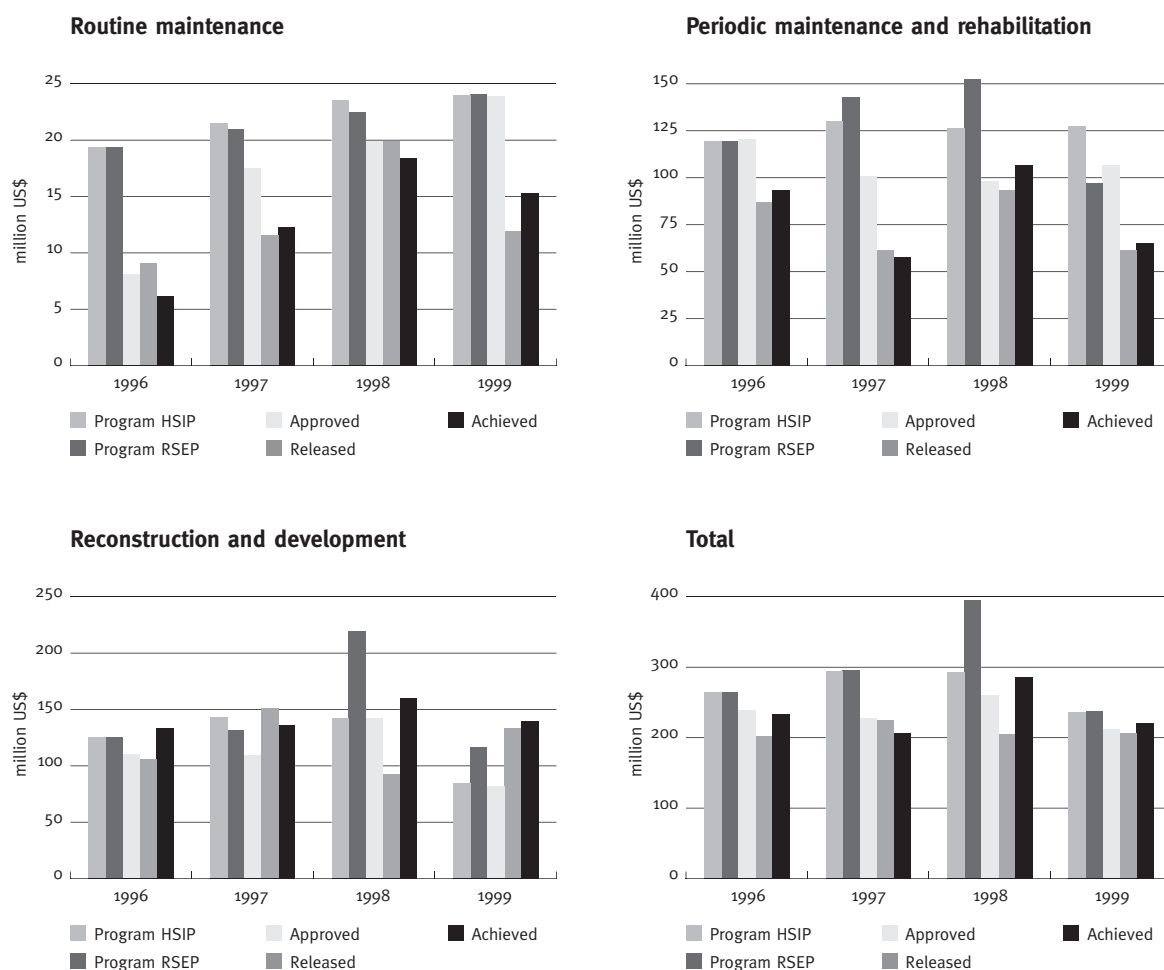 Routine maintenance
25
20
15
10
5
0
million US$
1996 1997 1998 1999
Program HSIP Approved Achieved
Program RSEP Released
Periodic maintenance and rehabilitation
150
125
100
75
50
25
0
million US$
1996 1997 1998 1999
Program HSIP Approved Achieved
Program RSEP Released
Reconstruction and development
250
200
150
100
50
0
million US$
1996 1997 1998 1999
Program HSIP Approved Achieved
Program RSEP Released
Total
400
300
200
100
0
million US$
1996 1997 1998 1999
Program HSIP Approved Achieved
Program RSEP Released